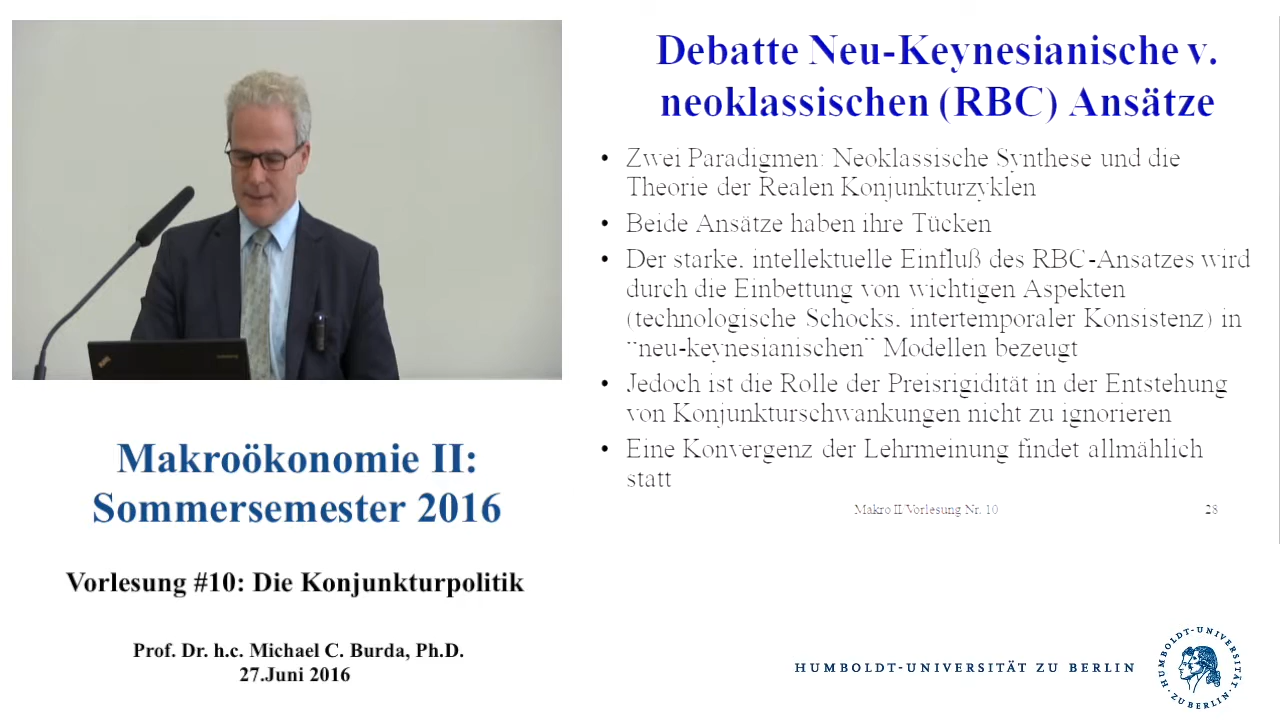 Debatte Neu-Keynesianische v.
neoklassischen (RBC) Ansätze
• Zwei Paradigmen: Neoklassische Synthese und die
Theorie der Realen Konjunkturzyklen
• Beide Ansätze haben ihre Tücken
• Der starke, intellektuelle Einfluß des RBC-Ansatzes wird
durch die Einbettung von wichtigen Aspekten
(technologische Schocks, intertemporaler Konsistenz) in
"neu-keynesianischen" Modellen bezeugt
• Jedoch ist die Rolle der Preisrigidität in der Entstehung
von Konjunkturschwankungen nicht zu ignorieren
• Eine Konvergenz der Lehrmeinung findet allmählich
statt
Makro II Vorlesung Nr. 10 28
Makroökonomie II:
Sommersemester 2016
Vorlesung #10: Die Konjunkturpolitik
Prof. Dr. h.c. Michael C. Burda, Ph.D.
27.Juni 2016
HUMBOLDT-UNIVERSITÄT ZU BERLIN
HUMBOLDT-UNIVERSITÄT
ZU BERLIN